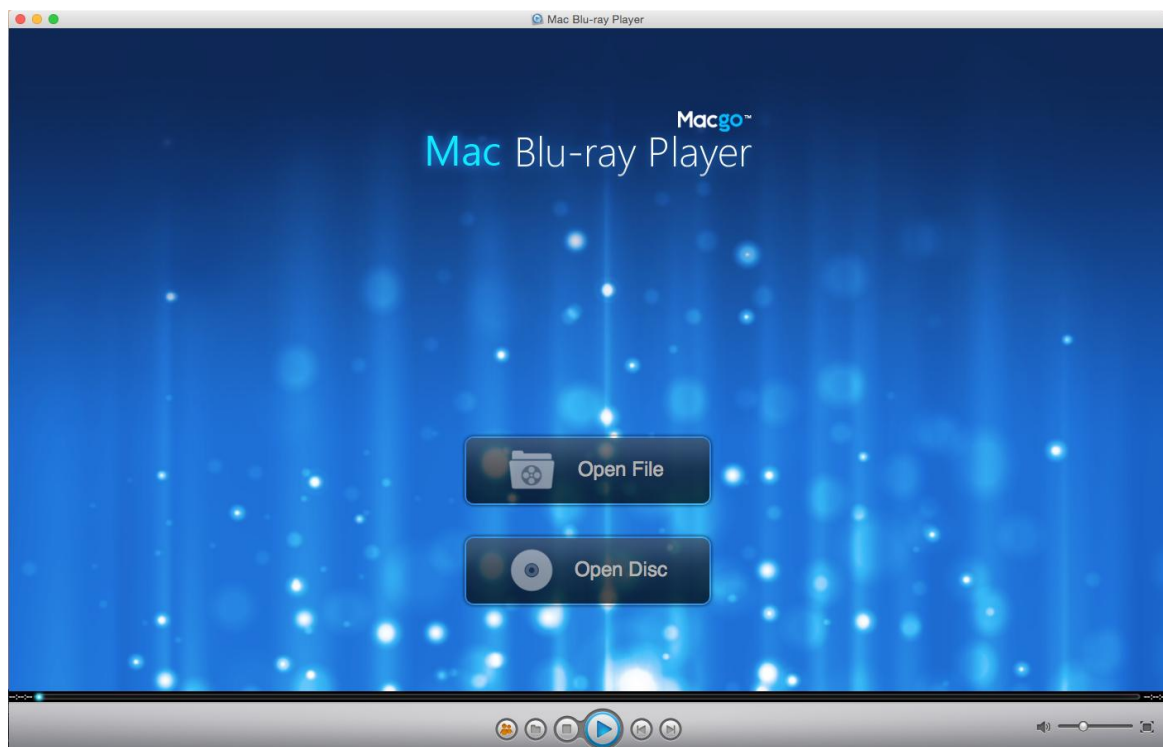 Mac Blu-ray Player
Macgo™
Mac Blu-ray Player
Open File
Open Disc
--:--:-- --:--:--